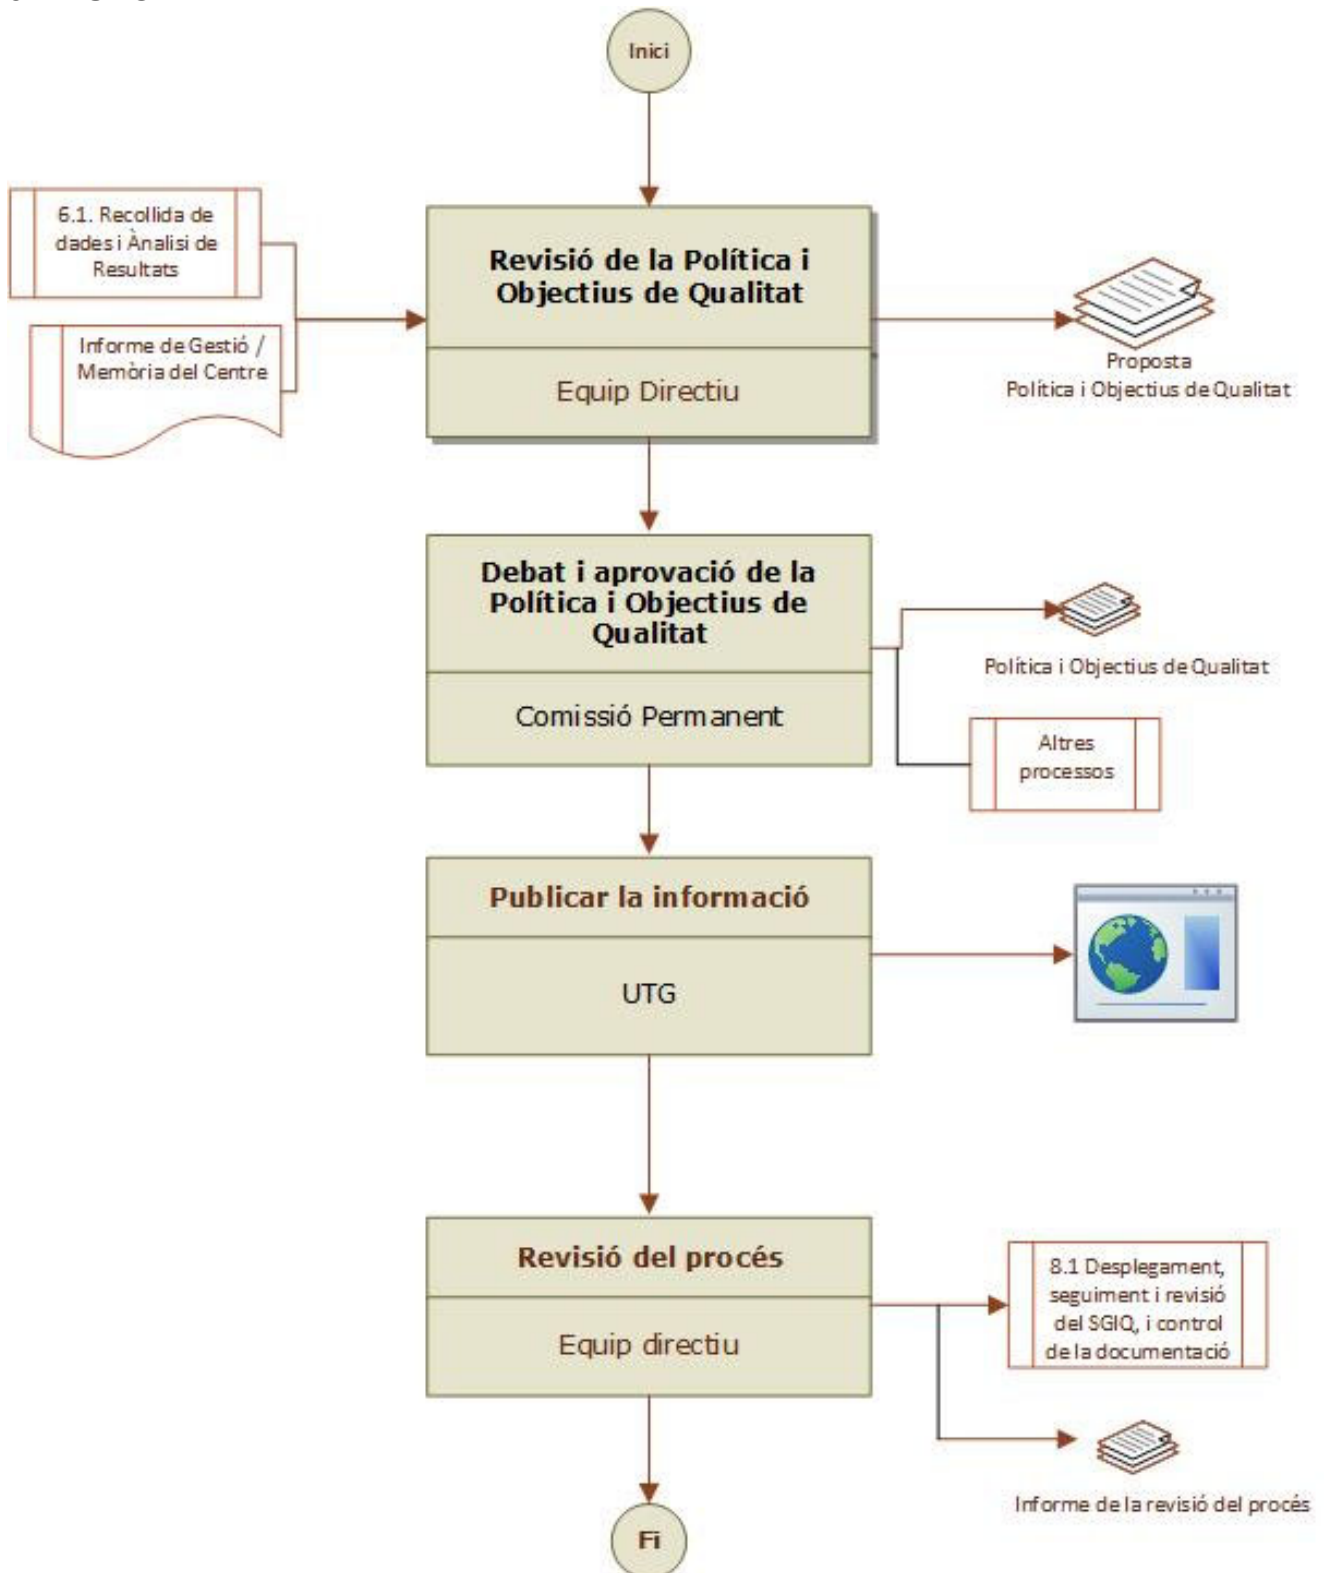 Inici
6.1. Recollida de
dades i Ànalisi de
Resultats
Informe de Gestió /
Memòria del Centre
Revisió de la Política i
Objectius de Qualitat
Equip Directiu
Proposta
Política i Objectius de Qualitat
Debat i aprovació de la
Política i Objectius de
Qualitat
Comissió Permanent
Política i Objectius de Qualitat
Altres
processos
Publicar la informació
UTG
Revisió del procés
Equip directiu
8.1 Desplegament,
seguiment i revisió
del SGIQ, i control
de la documentació
Informe de la revisió del procés
Fi